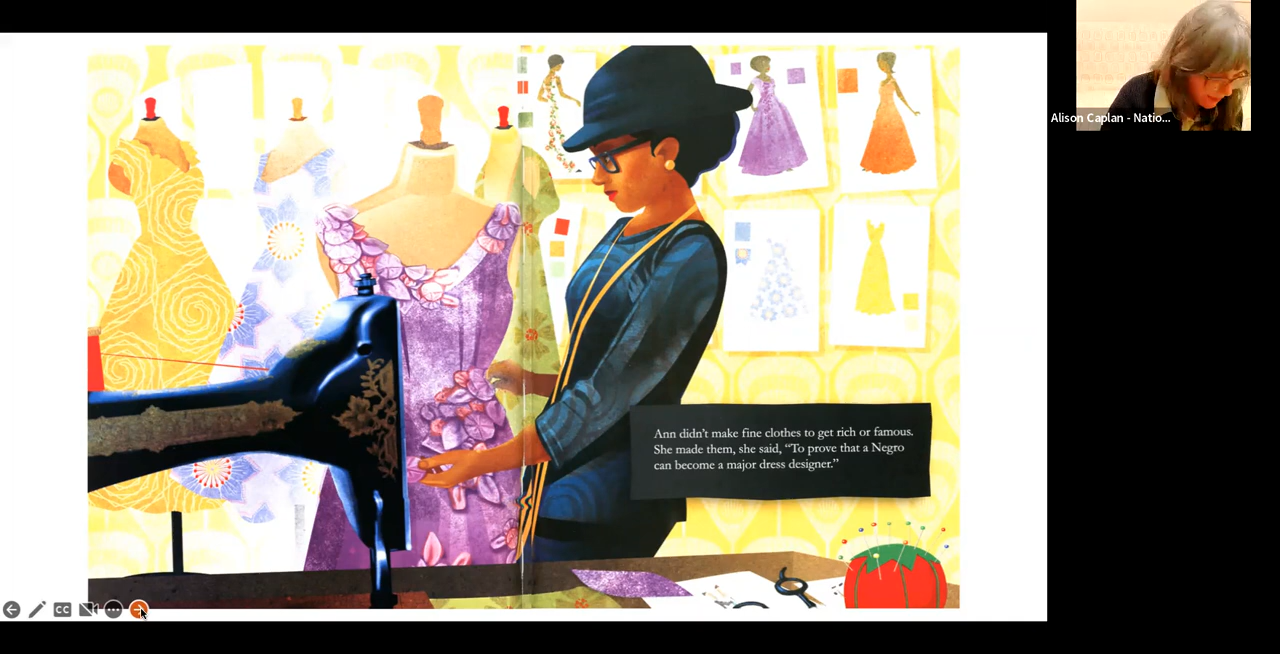 Alison Caplan - Natio...
Ann didn’t make fine clothes to get rich or famous.
She made them, she said, “To prove that a Negro
can become a major dress designer.”
CC